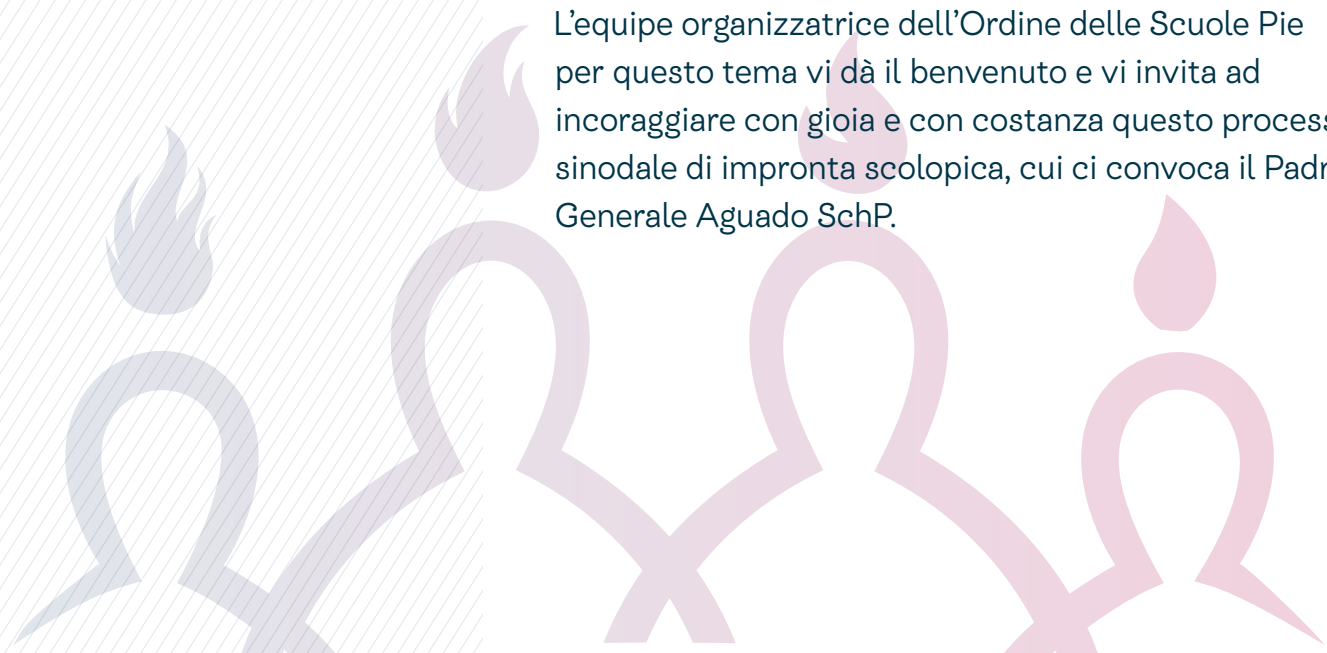 L’equipe organizzatrice dell’Ordine delle Scuole Pie
per questo tema vi dà il benvenuto e vi invita ad
incoraggiare con gioia e con costanza questo process
sinodale di impronta scolopica, cui ci convoca il Padr
Generale Aguado SchP.